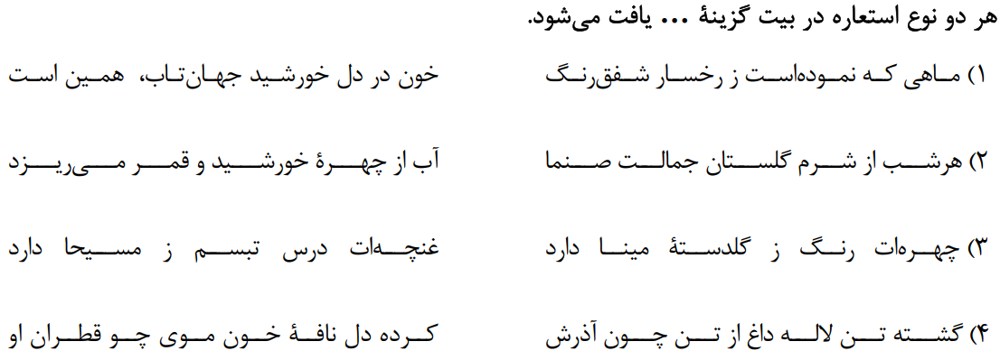 هر دو نوع استعاره در بیت گزینهٔ ... یافت می‌شود.
۱) ماهی که نموده‌است ز رخسار شفق‌رنگ خون در دل خورشید جهان‌تاب، همین است
۲) هرشب از شرم گلستان جمالت صنما آب از چهرهٔ خورشید و قمر می‌ریزد
۳) چهره‌ات رنگ ز گلدستهٔ مینا دارد غنچه‌ات درس تبسم ز مسیحا دارد
۴) گشته تن لاله داغ از تن چون آذرش کرده دل نافهٔ خون موی چو قطران او